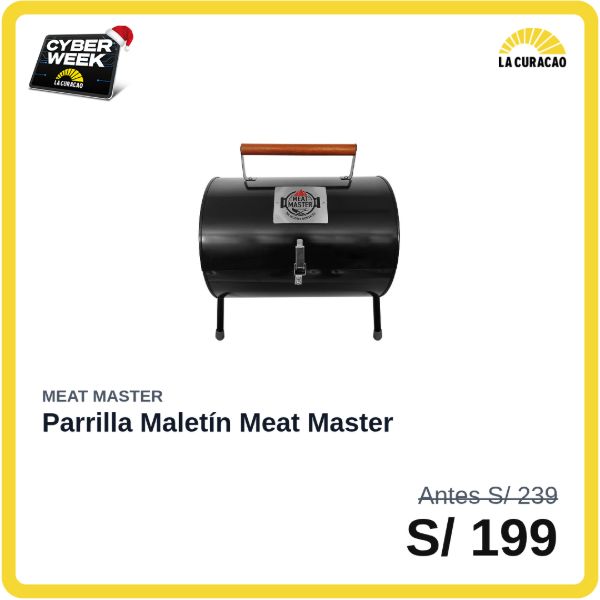 CYBER
WEEK
LA CURACAO
LA CURACAO
MEAT
MASTER
MEAT MASTER
Parrilla Maletín Meat Master
Antes S/ 239
S/ 199